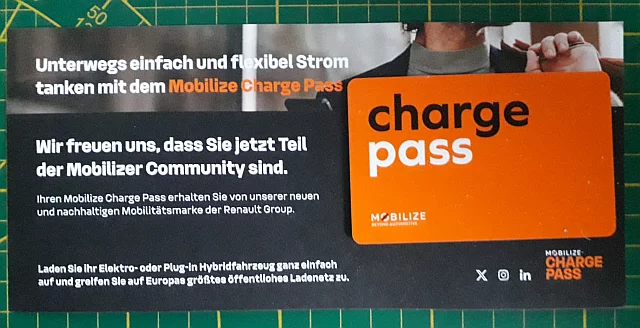 50
Unterwegs einfach und flexibel Strom
tanken mit dem Mobilize Charge Pass
Wir freuen uns, dass Sie jetzt Teil
der Mobilizer Community sind.
Ihren Mobilize Charge Pass erhalten Sie von unserer neuen
und nachhaltigen Mobilitätsmarke der Renault Group.
Laden Sie ihr Elektro- oder Plug-in Hybridfahrzeug ganz einfach
auf und greifen Sie auf Europas größtes öffentliches Ladenetz zu.
charge
pass
MOBILIZE
BEYOND AUTOMOTIVE
X in
MOBILIZE
CHARGE
PASS